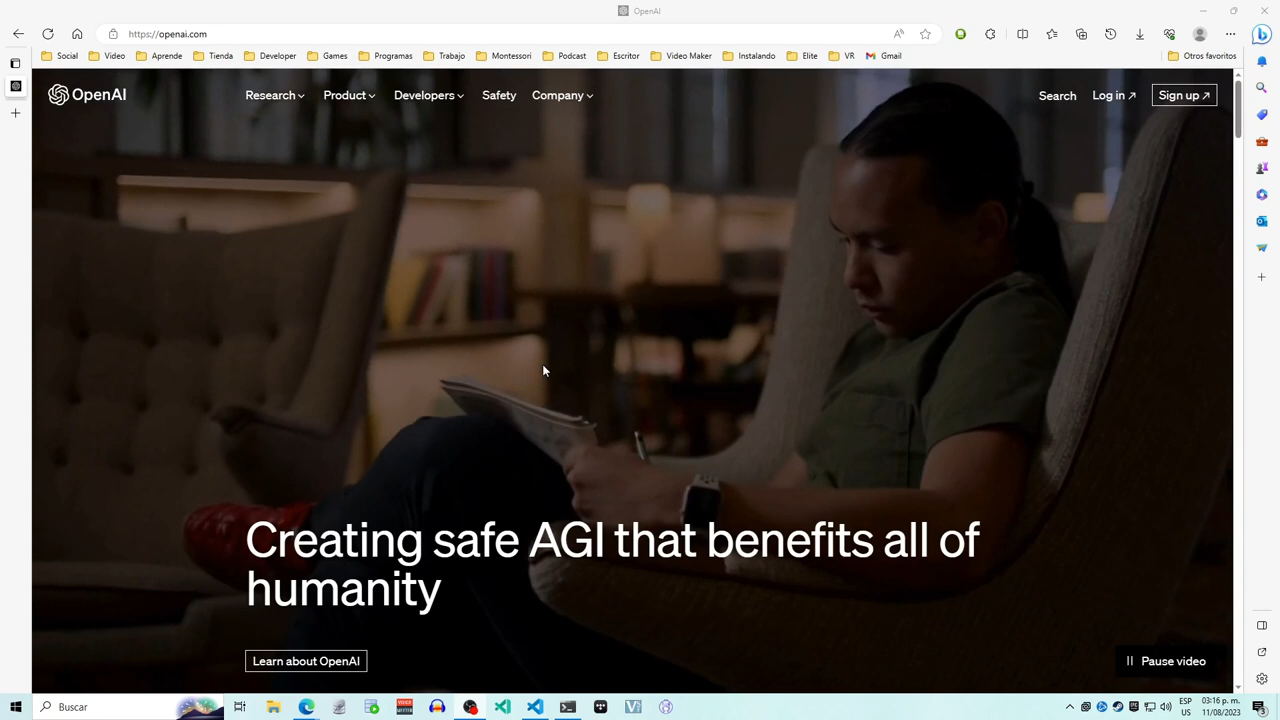 OpenAI
https://openai.com
Social Video Aprende Tienda Developer Games Programas Trabajo Montessori Podcast Escritor Video Maker Instalando Elite VR Gmail Otros favoritos
OpenAI Research Product Developers Safety Company Search Log in ↗ Sign up ↗
Creating safe AGI that benefits all of
humanity
Learn about OpenAI
Pause video
Buscar
ESP 03:16 p. m.
US 11/08/2023
3